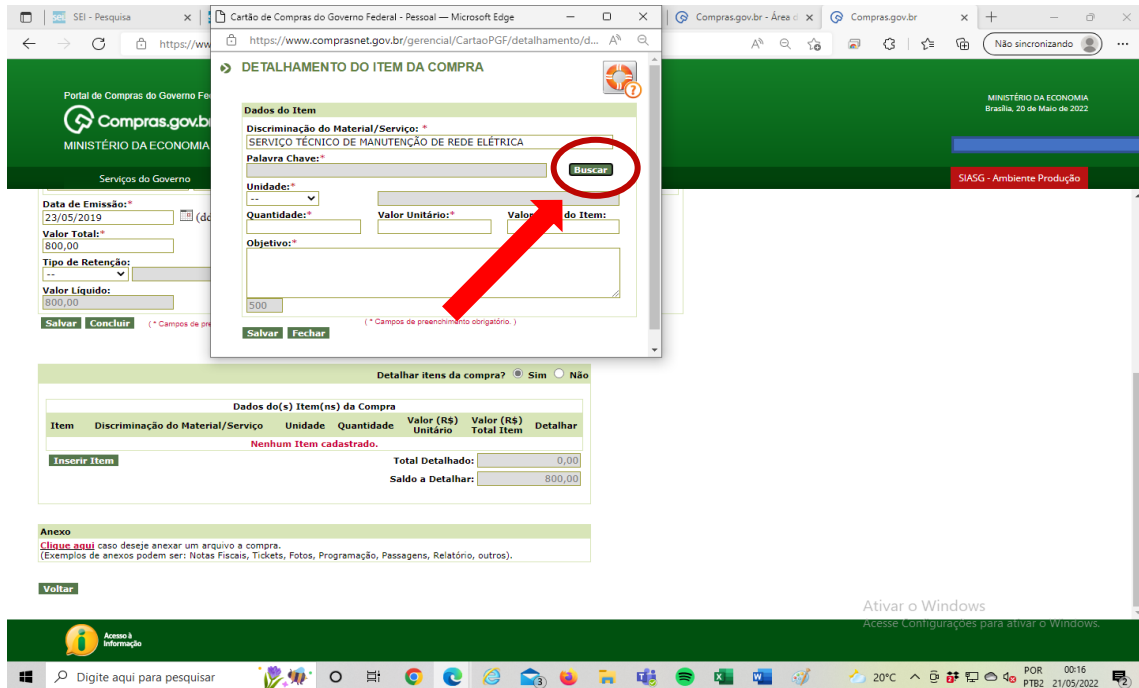 SEI - Pesquisa
Cartão de Compras do Governo Federal - Pessoal — Microsoft Edge
Compras.gov.br - Área d
Compras.gov.br
https://ww
https://www.comprasnet.gov.br/gerencial/CartaoPGF/detalhamento/d...
Não sincronizando
Portal de Compras do Governo Fe
Compras.gov.b
MINISTÉRIO DA ECONOMIA
MINISTÉRIO DA ECONOMIA
Brasília, 20 de Maio de 2022
Serviços do Governo
SIASG - Ambiente Produção
DETALHAMENTO DO ITEM DA COMPRA
Dados do Item
Discriminação do Material/Serviço: *
SERVIÇO TÉCNICO DE MANUTENÇÃO DE REDE ELÉTRICA
Palavra Chave:*
Buscar
Unidade:*
--
Quantidade:* Valor Unitário:* Valor do Item:
Objetivo:*
500
( * Campos de preenchimento obrigatório. )
Salvar Fechar
Data de Emissão:*
23/05/2019 (do
Valor Total:*
800,00
Tipo de Retenção:
--
Valor Líquido:
800,00
Salvar Concluir ( * Campos de pre
Detalhar itens da compra? Sim Não
Dados do(s) Item(ns) da Compra
Item Discriminação do Material/Serviço Unidade Quantidade Valor (R$) Unitário Valor (R$) Total Item Detalhar
Nenhum Item cadastrado.
Inserir Item Total Detalhado: 0,00
Saldo a Detalhar: 800,00
Anexo
Clique aqui caso deseje anexar um arquivo a compra.
(Exemplos de anexos podem ser: Notas Fiscais, Tickets, Fotos, Programação, Passagens, Relatório, outros).
Voltar
Ativar o Windows
Acesse Configurações para ativar o Windows.
Acesso à
Informação
Digite aqui para pesquisar
20°C
POR
PTB2
00:16
21/05/2022